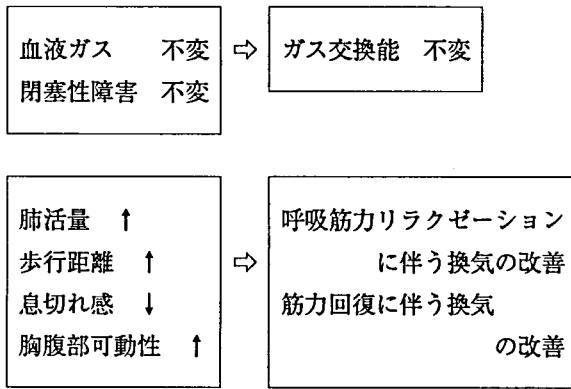 血液ガス　不変 ⇨ ガス交換能　不変
閉塞性障害　不変
肺活量　↑
歩行距離　↑
息切れ感　↓
胸腹部可動性　↑
⇨
呼吸筋力リラクゼーション
に伴う換気の改善
筋力回復に伴う換気
の改善